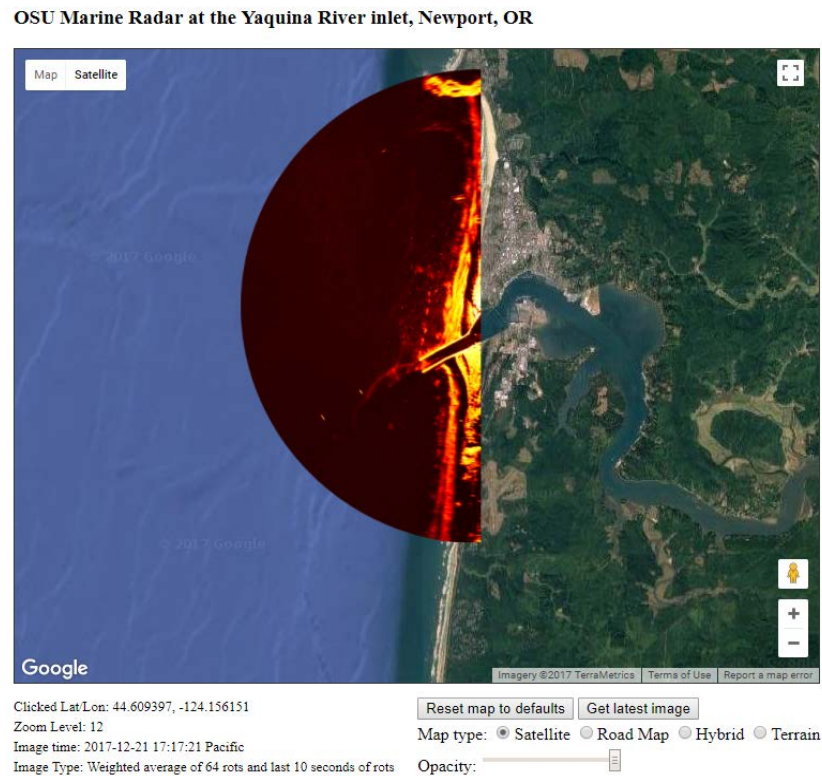 OSU Marine Radar at the Yaquina River inlet, Newport, OR
Map Satellite
© 2017 Google
© 2017 Google
Google
Imagery ©2017 TerraMetrics Terms of Use Report a map error
Clicked Lat/Lon: 44.609397, -124.156151
Zoom Level: 12
Image time: 2017-12-21 17:17:21 Pacific
Image Type: Weighted average of 64 rots and last 10 seconds of rots
Reset map to defaults Get latest image
Map type: Satellite Road Map Hybrid Terrain
Opacity: